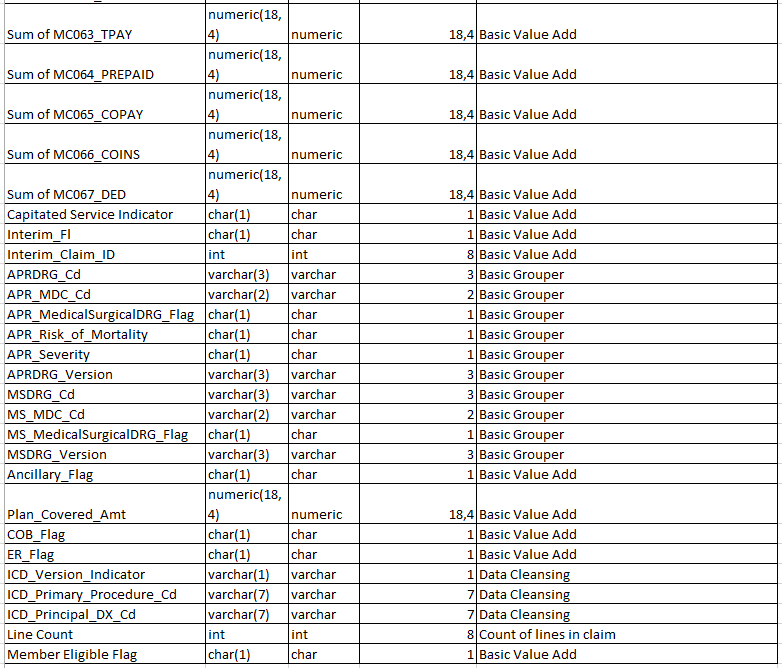 numeric(18,
Sum of MC063_TPAY 4) numeric 18,4 Basic Value Add
numeric(18,
Sum of MC064_PREPAID 4) numeric 18,4 Basic Value Add
numeric(18,
Sum of MC065_COPAY 4) numeric 18,4 Basic Value Add
numeric(18,
Sum of MC066_COINS 4) numeric 18,4 Basic Value Add
numeric(18,
Sum of MC067_DED 4) numeric 18,4 Basic Value Add
Capitated Service Indicator char(1) char 1 Basic Value Add
Interim_Fl char(1) char 1 Basic Value Add
Interim_Claim_ID int int 8 Basic Value Add
APRDRG_Cd varchar(3) varchar 3 Basic Grouper
APR_MDC_Cd varchar(2) varchar 2 Basic Grouper
APR_MedicalSurgicalDRG_Flag char(1) char 1 Basic Grouper
APR_Risk_of_Mortality char(1) char 1 Basic Grouper
APR_Severity char(1) char 1 Basic Grouper
APRDRG_Version varchar(3) varchar 3 Basic Grouper
MSDRG_Cd varchar(3) varchar 3 Basic Grouper
MS_MDC_Cd varchar(2) varchar 2 Basic Grouper
MS_MedicalSurgicalDRG_Flag char(1) char 1 Basic Grouper
MSDRG_Version varchar(3) varchar 3 Basic Grouper
Ancillary_Flag char(1) char 1 Basic Value Add
numeric(18,
Plan_Covered_Amt 4) numeric 18,4 Basic Value Add
COB_Flag char(1) char 1 Basic Value Add
ER_Flag char(1) char 1 Basic Value Add
ICD_Version_Indicator varchar(1) varchar 1 Data Cleansing
ICD_Primary_Procedure_Cd varchar(7) varchar 7 Data Cleansing
ICD_Principal_DX_Cd varchar(7) varchar 7 Data Cleansing
Line Count int int 8 Count of lines in claim
Member Eligible Flag char(1) char 1 Basic Value Add